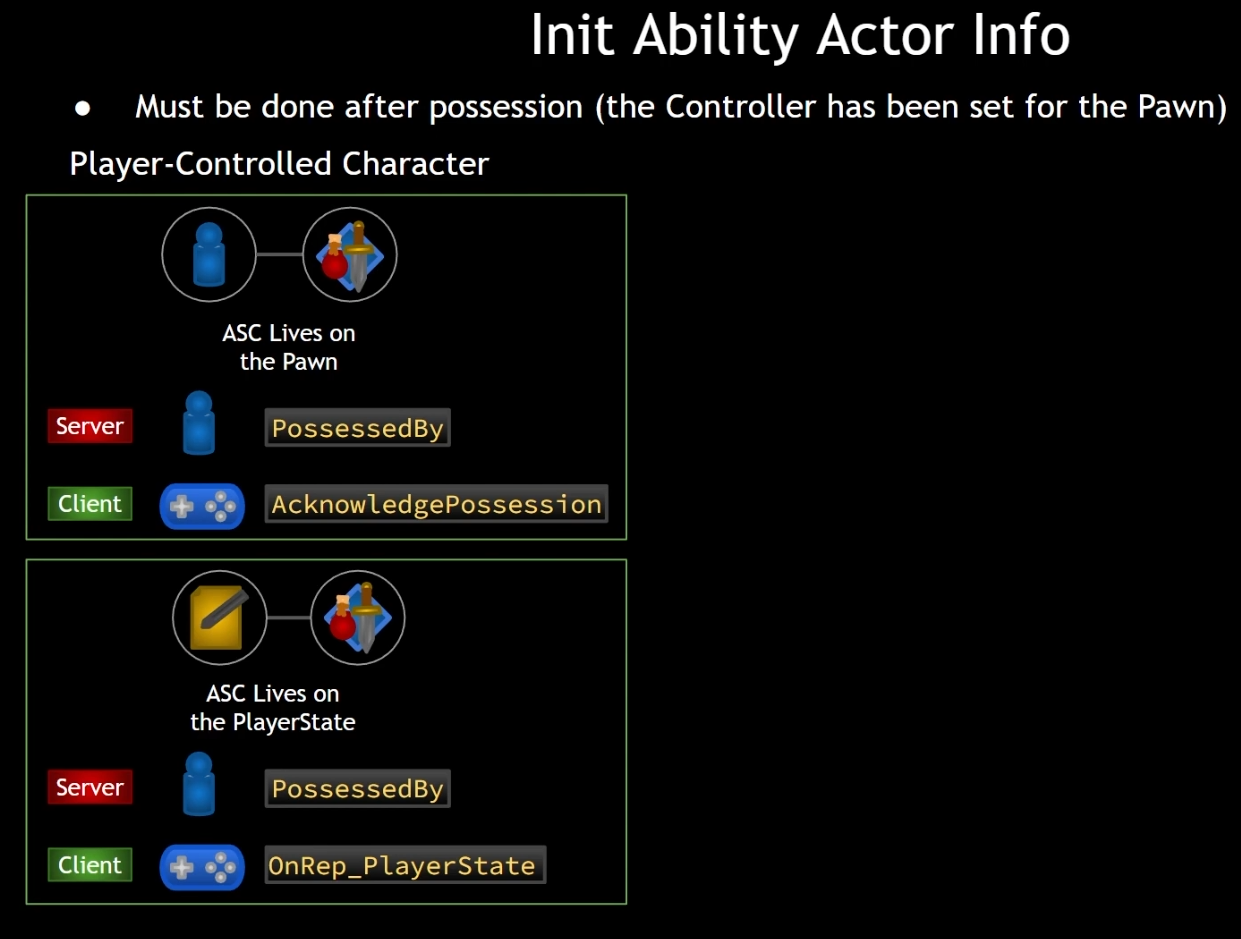 Init Ability Actor Info
● Must be done after possession (the Controller has been set for the Pawn)
Player-Controlled Character
ASC Lives on
the Pawn
Server PossessedBy
Client AcknowledgePossession
ASC Lives on
the PlayerState
Server PossessedBy
Client OnRep_PlayerState